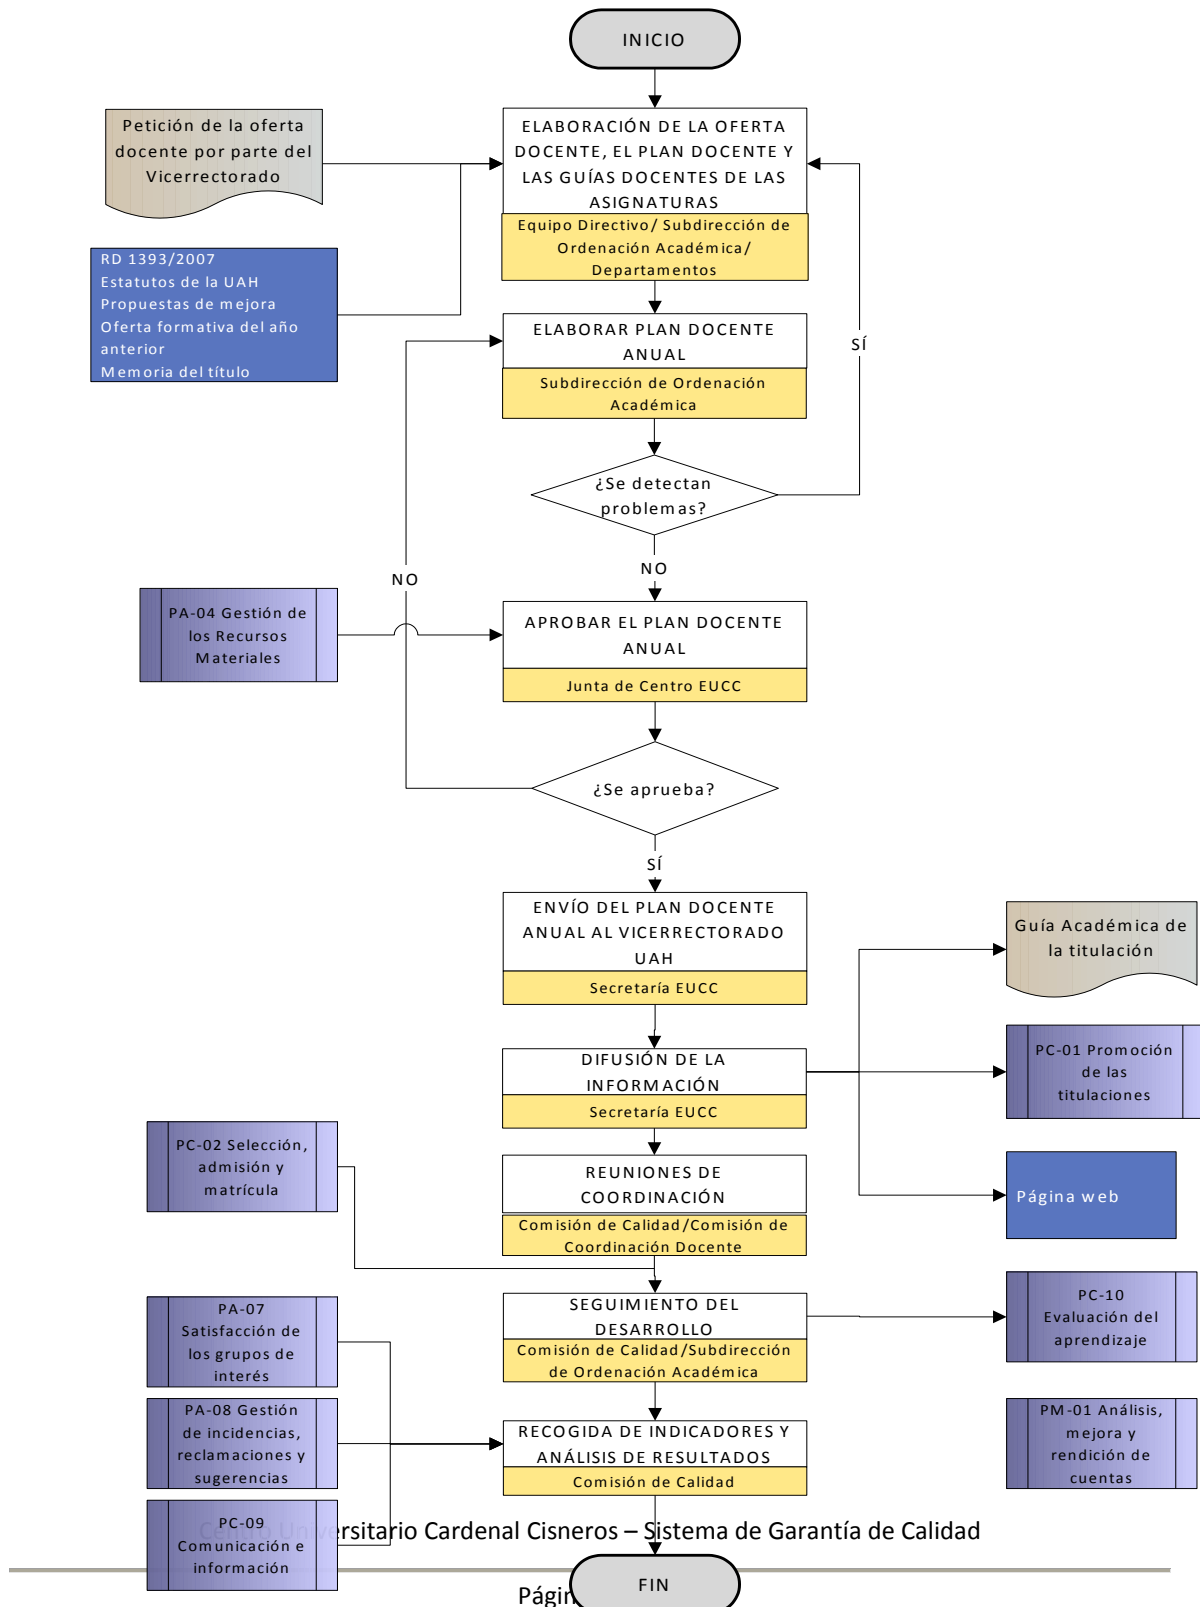 INICIO
Petición de la oferta
docente por parte del
Vicerrectorado
ELABORACIÓN DE LA OFERTA
DOCENTE, EL PLAN DOCENTE Y
LAS GUÍAS DOCENTES DE LAS
ASIGNATURAS
Equipo Directivo/ Subdirección de
Ordenación Académica/
Departamentos
RD 1393/2007
Estatutos de la UAH
Propuestas de mejora
Oferta formativa del año
anterior
Memoria del título
ELABORAR PLAN DOCENTE
ANUAL
Subdirección de Ordenación
Académica
SÍ
¿Se detectan
problemas?
NO
NO
PA-04 Gestión de
los Recursos
Materiales
APROBAR EL PLAN DOCENTE
ANUAL
Junta de Centro EUCC
¿Se aprueba?
SÍ
ENVÍO DEL PLAN DOCENTE
ANUAL AL VICERRECTORADO
UAH
Secretaría EUCC
Guía Académica de
la titulación
DIFUSIÓN DE LA
INFORMACIÓN
Secretaría EUCC
PC-01 Promoción
de las
titulaciones
PC-02 Selección,
admisión y
matrícula
REUNIONES DE
COORDINACIÓN
Comisión de Calidad/Comisión de
Coordinación Docente
Página web
SEGUIMIENTO DEL
DESARROLLO
Comisión de Calidad/Subdirección
de Ordenación Académica
PC-10
Evaluación del
aprendizaje
PA-07
Satisfacción de
los grupos de
interés
PA-08 Gestión
de incidencias,
reclamaciones y
sugerencias
RECOGIDA DE INDICADORES Y
ANÁLISIS DE RESULTADOS
Comisión de Calidad
PM-01 Análisis,
mejora y
rendición de
cuentas
PC-09
Comunicación e
información
Centro Universitario Cardenal Cisneros – Sistema de Garantía de Calidad
FIN